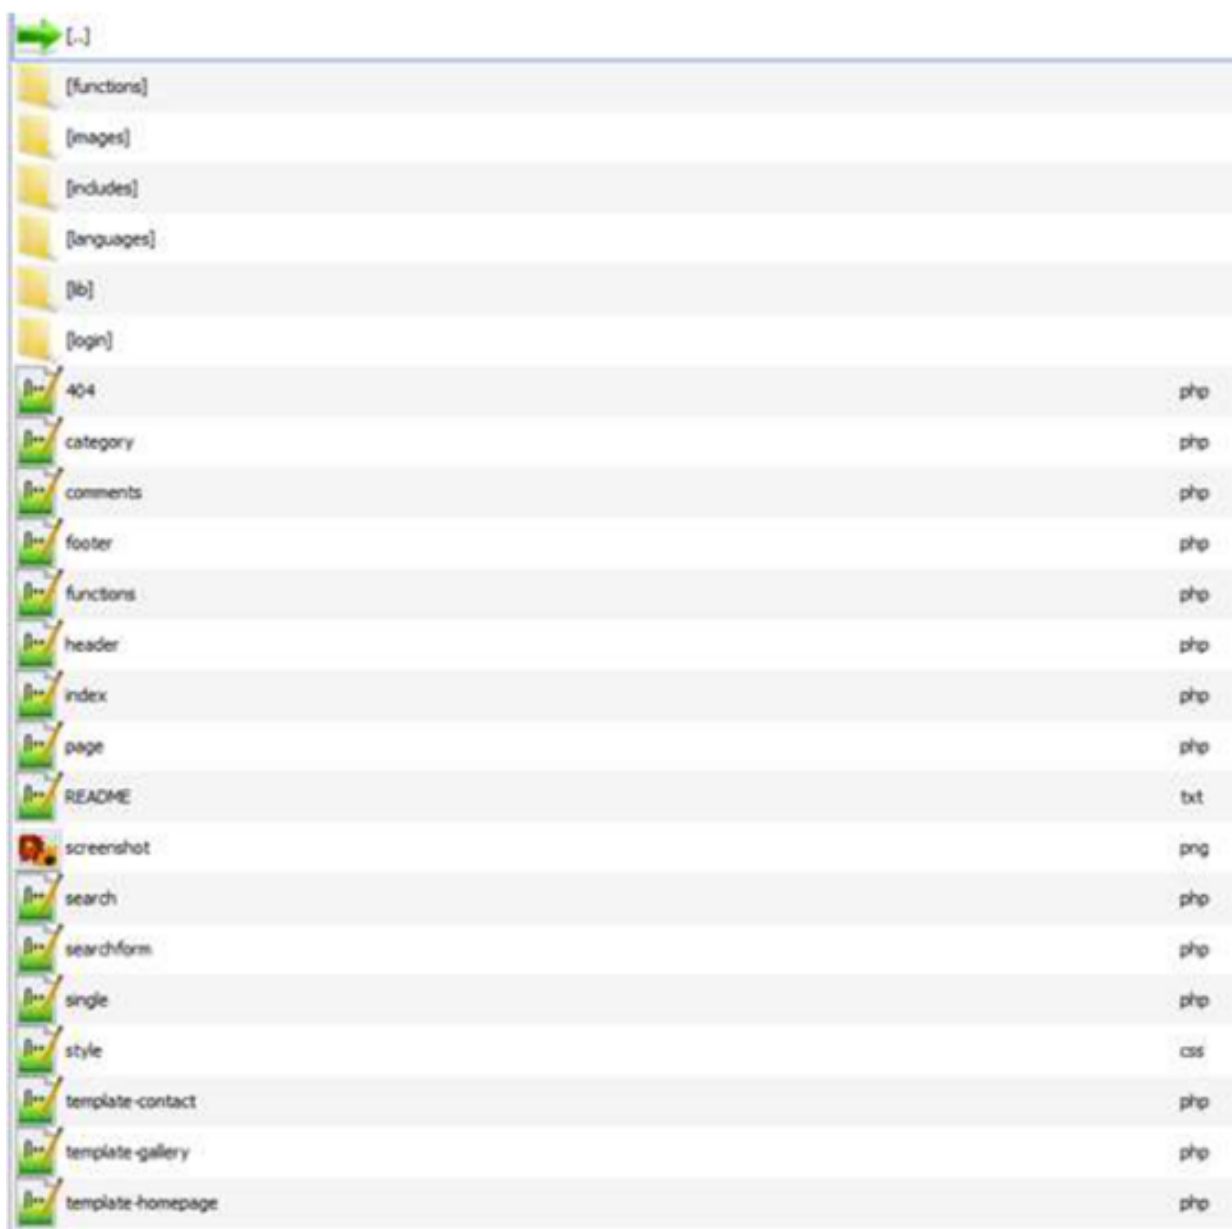 [..]
[functions]
[images]
[includes]
[languages]
[lib]
[login]
404 php
category php
comments php
footer php
functions php
header php
index php
page php
README txt
screenshot png
search php
searchform php
single php
style css
template-contact php
template-gallery php
template-homepage php